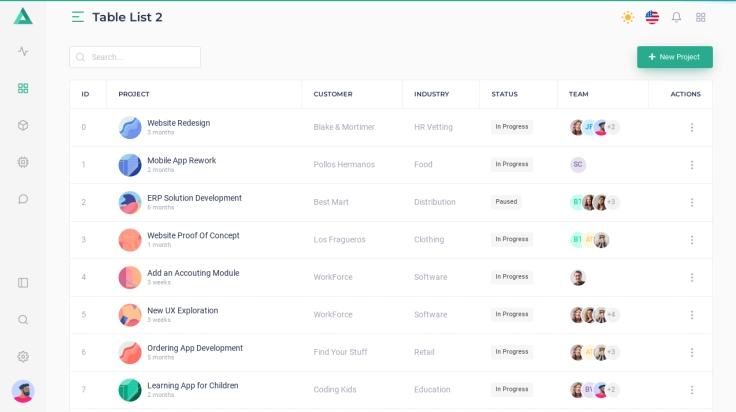 Table List 2
Search...
New Project
ID PROJECT CUSTOMER INDUSTRY STATUS TEAM ACTIONS
0 Website Redesign Blake & Mortimer HR Vetting In Progress JF +2
3 months
1 Mobile App Rework Pollos Hermanos Food In Progress SC
2 months
2 ERP Solution Development Best Mart Distribution Paused +3
6 months
3 Website Proof Of Concept Los Fragueros Clothing In Progress
1 month
4 Add an Accouting Module WorkForce Software In Progress
3 weeks
5 New UX Exploration WorkForce Software In Progress +4
3 weeks
6 Ordering App Development Find Your Stuff Retail In Progress +3
5 months
7 Learning App for Children Coding Kids Education In Progress +2
2 months